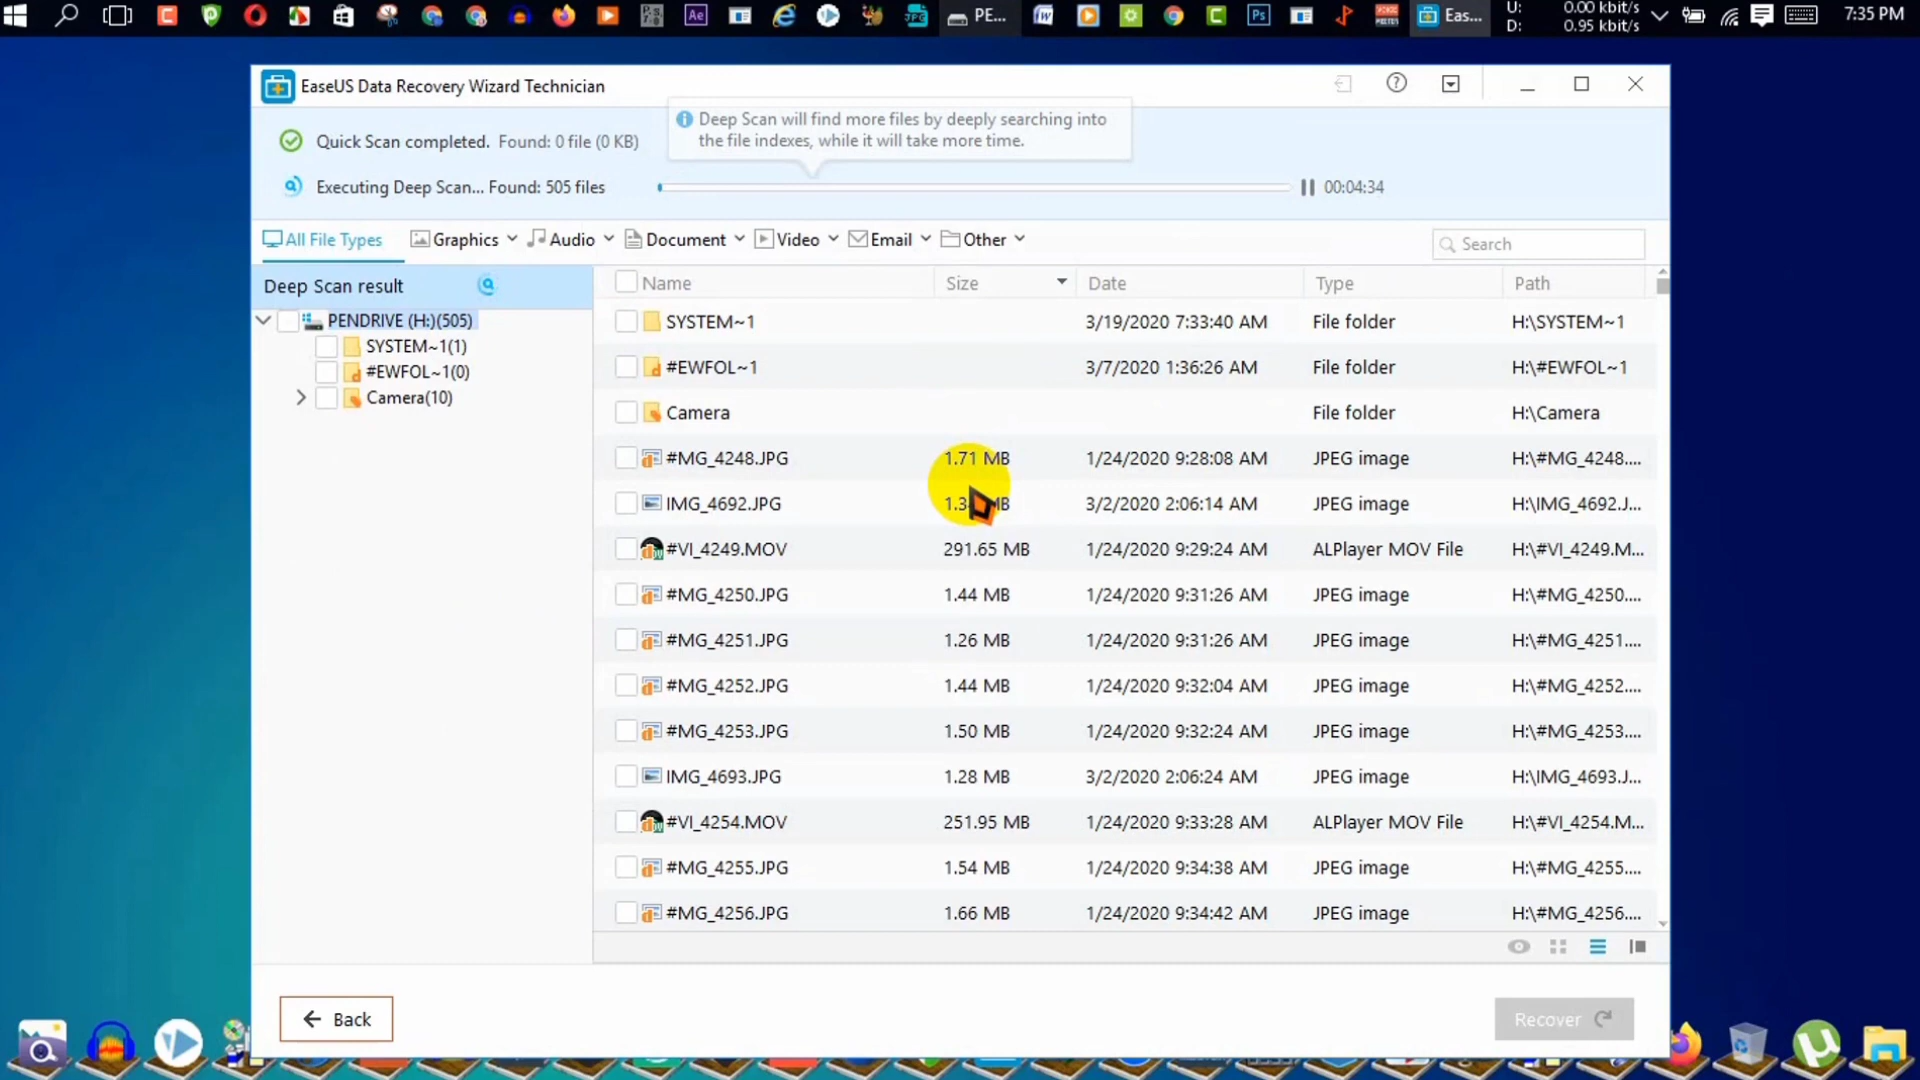 PE...
Eas...
U: 0.00 kbit/s
D: 0.95 kbit/s
7:35 PM
EaseUS Data Recovery Wizard Technician
Deep Scan will find more files by deeply searching into
the file indexes, while it will take more time.
Quick Scan completed. Found: 0 file (0 KB)
Executing Deep Scan... Found: 505 files
00:04:34
All File Types Graphics Audio Document Video Email Other
Search
Deep Scan result
PENDRIVE (H:)(505)
SYSTEM~1(1)
#EWFOL~1(0)
Camera(10)
Name Size Date Type Path
SYSTEM~1 3/19/2020 7:33:40 AM File folder H:\SYSTEM~1
#EWFOL~1 3/7/2020 1:36:26 AM File folder H:\#EWFOL~1
Camera File folder H:\Camera
#MG_4248.JPG 1.71 MB 1/24/2020 9:28:08 AM JPEG image H:\#MG_4248....
IMG_4692.JPG MB 3/2/2020 2:06:14 AM JPEG image H:\IMG_4692.J...
#VI_4249.MOV 291.65 MB 1/24/2020 9:29:24 AM ALPlayer MOV File H:\#VI_4249.M...
#MG_4250.JPG 1.44 MB 1/24/2020 9:31:26 AM JPEG image H:\#MG_4250....
#MG_4251.JPG 1.26 MB 1/24/2020 9:31:26 AM JPEG image H:\#MG_4251....
#MG_4252.JPG 1.44 MB 1/24/2020 9:32:04 AM JPEG image H:\#MG_4252....
#MG_4253.JPG 1.50 MB 1/24/2020 9:32:24 AM JPEG image H:\#MG_4253....
IMG_4693.JPG 1.28 MB 3/2/2020 2:06:24 AM JPEG image H:\IMG_4693.J...
#VI_4254.MOV 251.95 MB 1/24/2020 9:33:28 AM ALPlayer MOV File H:\#VI_4254.M...
#MG_4255.JPG 1.54 MB 1/24/2020 9:34:38 AM JPEG image H:\#MG_4255....
#MG_4256.JPG 1.66 MB 1/24/2020 9:34:42 AM JPEG image H:\#MG_4256....
Back
Recover